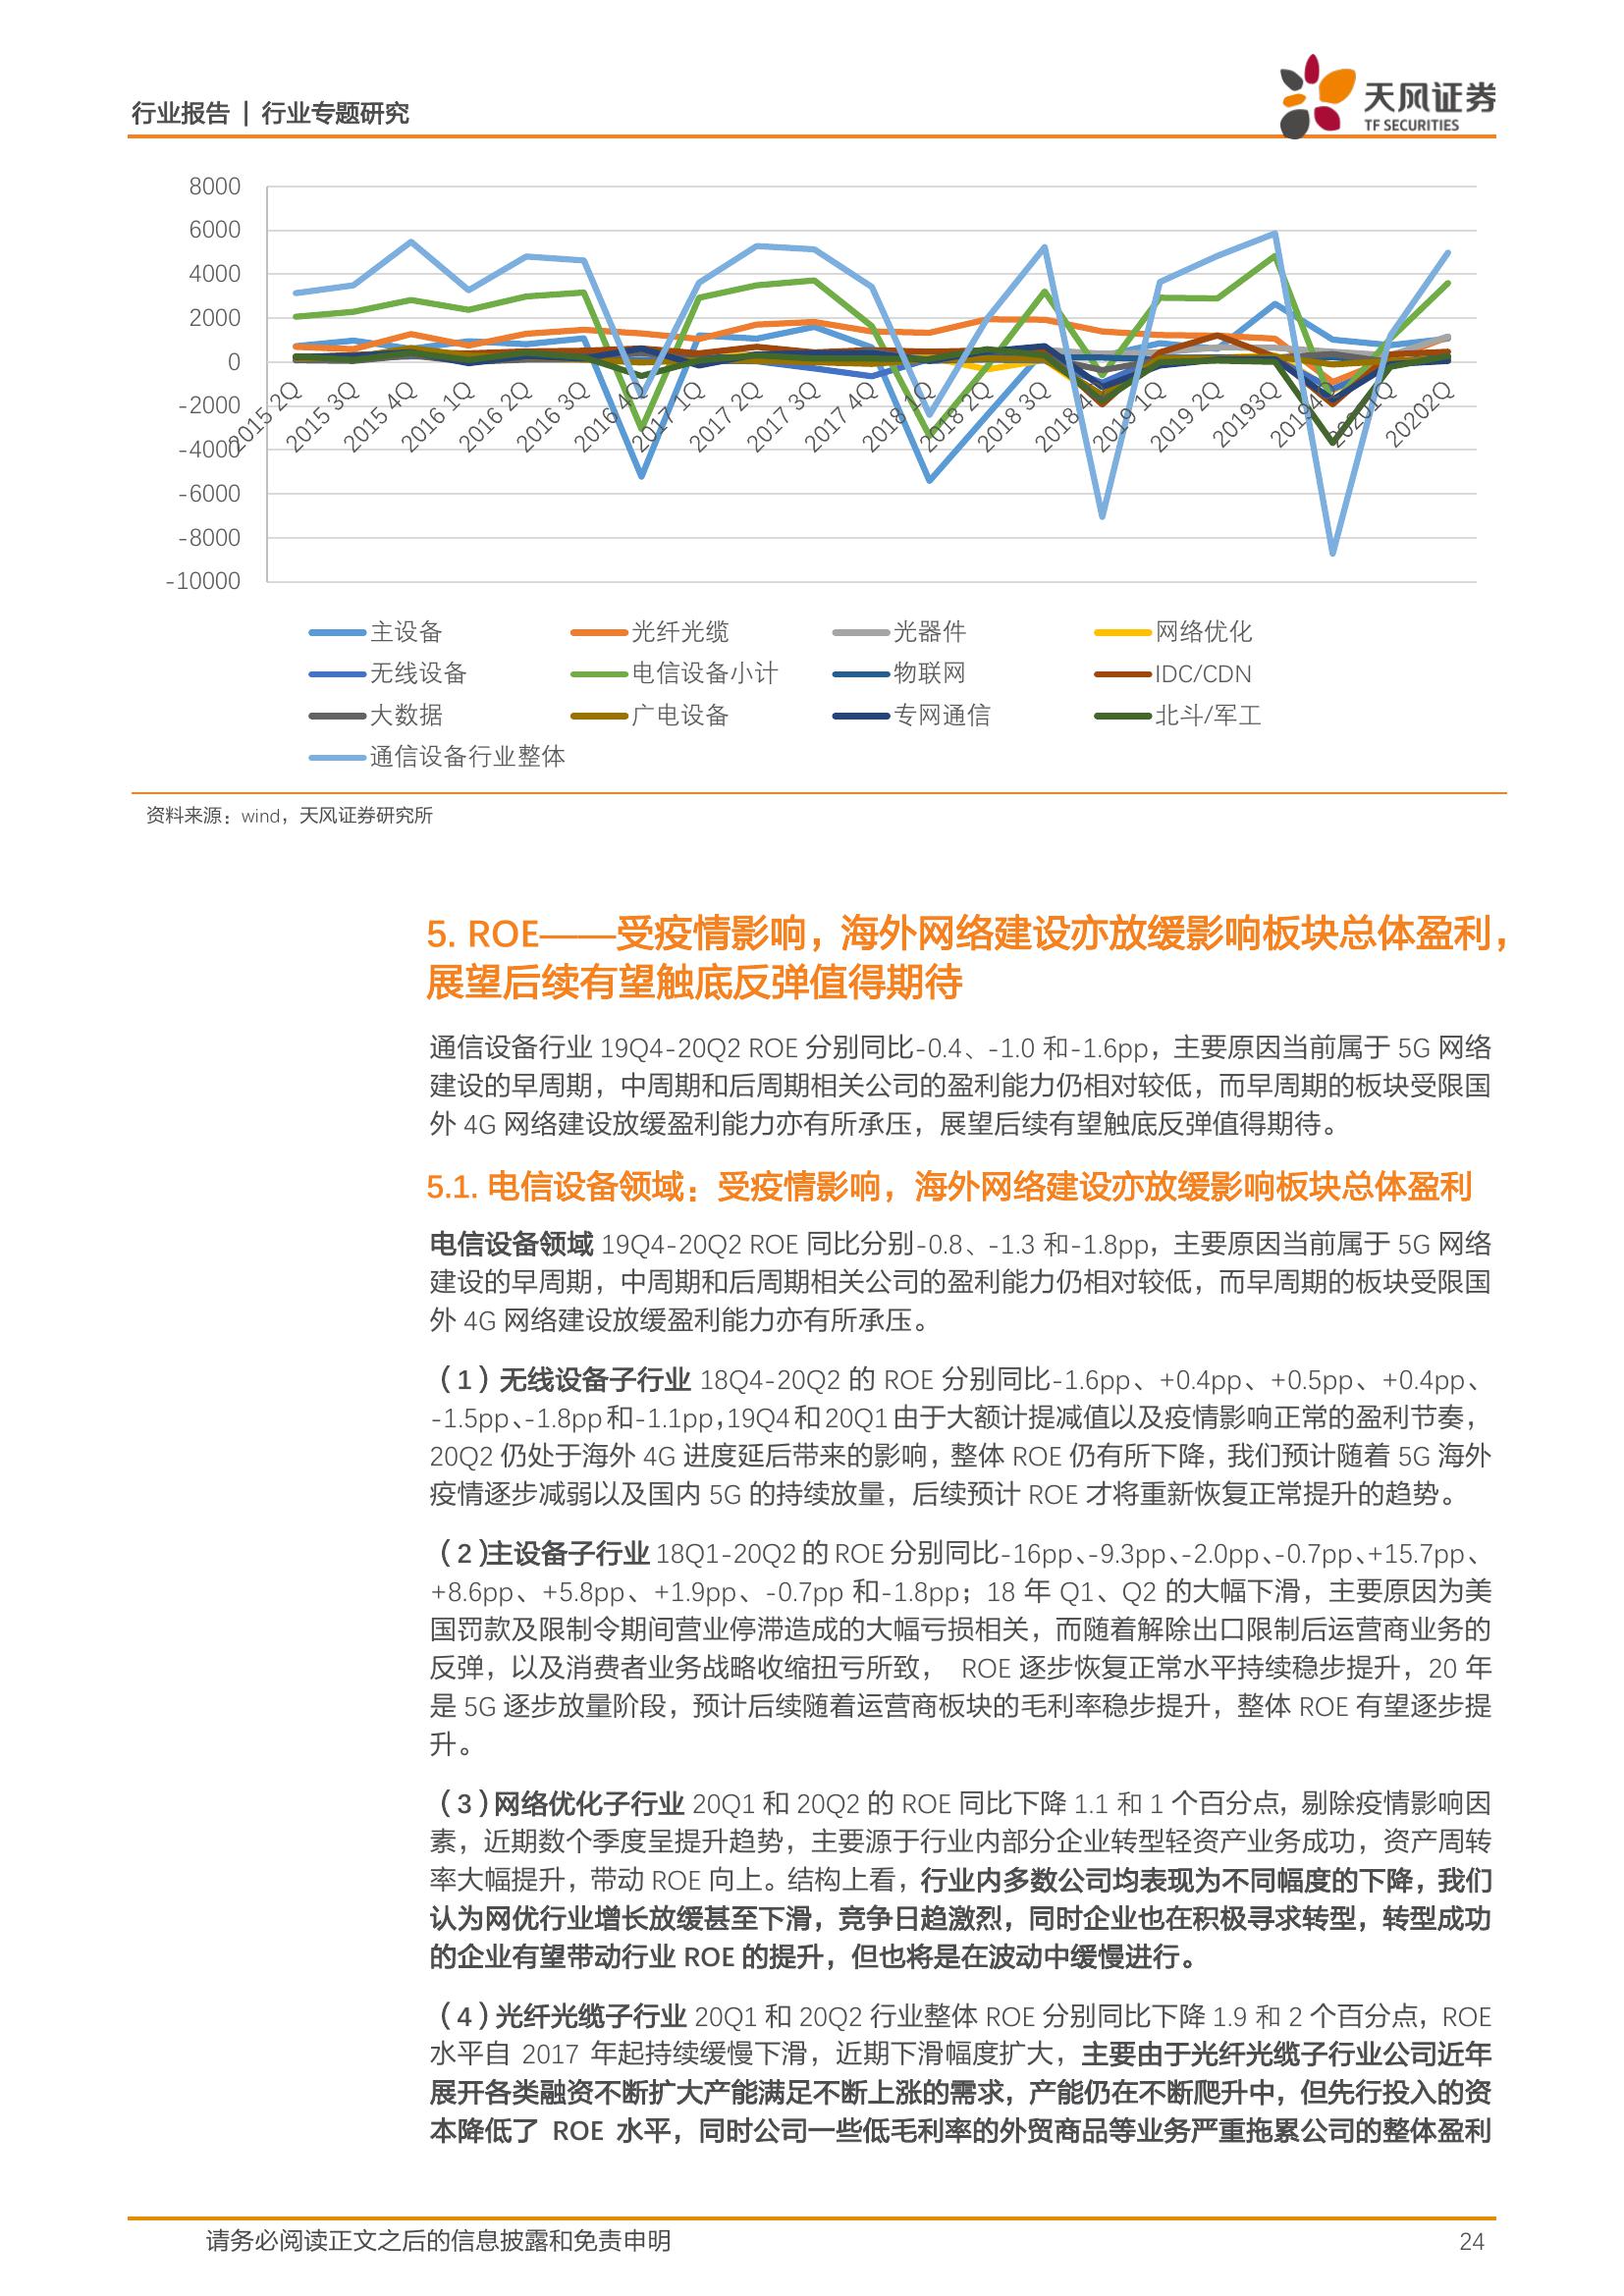 行业报告 | 行业专题研究
天风证券
TF SECURITIES
8000
6000
4000
2000
0
-2000
-4000
-6000
-8000
-10000
2015 2Q
2015 3Q
2015 4Q
2016 1Q
2016 2Q
2016 3Q
2016 4Q
2017 1Q
2017 2Q
2017 3Q
2017 4Q
2018 1Q
2018 2Q
2018 3Q
2018 4Q
2019 1Q
2019 2Q
20193Q
20194Q
20201Q
20202Q
主设备 光纤光缆 光器件 网络优化
无线设备 电信设备小计 物联网 IDC/CDN
大数据 广电设备 专网通信 北斗/军工
通信设备行业整体
资料来源：wind，天风证券研究所
5. ROE——受疫情影响，海外网络建设亦放缓影响板块总体盈利，
展望后续有望触底反弹值得期待
通信设备行业 19Q4-20Q2 ROE 分别同比-0.4、-1.0 和-1.6pp，主要原因当前属于 5G 网络
建设的早周期，中周期和后周期相关公司的盈利能力仍相对较低，而早周期的板块受限国
外 4G 网络建设放缓盈利能力亦有所承压，展望后续有望触底反弹值得期待。
5.1. 电信设备领域：受疫情影响，海外网络建设亦放缓影响板块总体盈利
电信设备领域 19Q4-20Q2 ROE 同比分别-0.8、-1.3 和-1.8pp，主要原因当前属于 5G 网络
建设的早周期，中周期和后周期相关公司的盈利能力仍相对较低，而早周期的板块受限国
外 4G 网络建设放缓盈利能力亦有所承压。
（1）无线设备子行业 18Q4-20Q2 的 ROE 分别同比-1.6pp、+0.4pp、+0.5pp、+0.4pp、
-1.5pp、-1.8pp 和-1.1pp，19Q4 和 20Q1 由于大额计提减值以及疫情影响正常的盈利节奏，
20Q2 仍处于海外 4G 进度延后带来的影响，整体 ROE 仍有所下降，我们预计随着 5G 海外
疫情逐步减弱以及国内 5G 的持续放量，后续预计 ROE 才将重新恢复正常提升的趋势。
（2）主设备子行业 18Q1-20Q2 的 ROE 分别同比-16pp、-9.3pp、-2.0pp、-0.7pp、+15.7pp、
+8.6pp、+5.8pp、+1.9pp、-0.7pp 和-1.8pp；18 年 Q1、Q2 的大幅下滑，主要原因为美
国罚款及限制令期间营业停滞造成的大幅亏损相关，而随着解除出口限制后运营商业务的
反弹，以及消费者业务战略收缩扭亏所致， ROE 逐步恢复正常水平持续稳步提升，20 年
是 5G 逐步放量阶段，预计后续随着运营商板块的毛利率稳步提升，整体 ROE 有望逐步提
升。
（3）网络优化子行业 20Q1 和 20Q2 的 ROE 同比下降 1.1 和 1 个百分点，剔除疫情影响因
素，近期数个季度呈提升趋势，主要源于行业内部分企业转型轻资产业务成功，资产周转
率大幅提升，带动 ROE 向上。结构上看，行业内多数公司均表现为不同幅度的下降，我们
认为网优行业增长放缓甚至下滑，竞争日趋激烈，同时企业也在积极寻求转型，转型成功
的企业有望带动行业 ROE 的提升，但也将是在波动中缓慢进行。
（4）光纤光缆子行业 20Q1 和 20Q2 行业整体 ROE 分别同比下降 1.9 和 2 个百分点，ROE
水平自 2017 年起持续缓慢下滑，近期下滑幅度扩大，主要由于光纤光缆子行业公司近年
展开各类融资不断扩大产能满足不断上涨的需求，产能仍在不断爬升中，但先行投入的资
本降低了 ROE 水平，同时公司一些低毛利率的外贸商品等业务严重拖累公司的整体盈利
请务必阅读正文之后的信息披露和免责申明 24